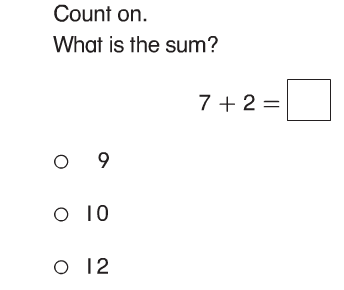 Count on.
What is the sum?
7 + 2 =
9
10
12